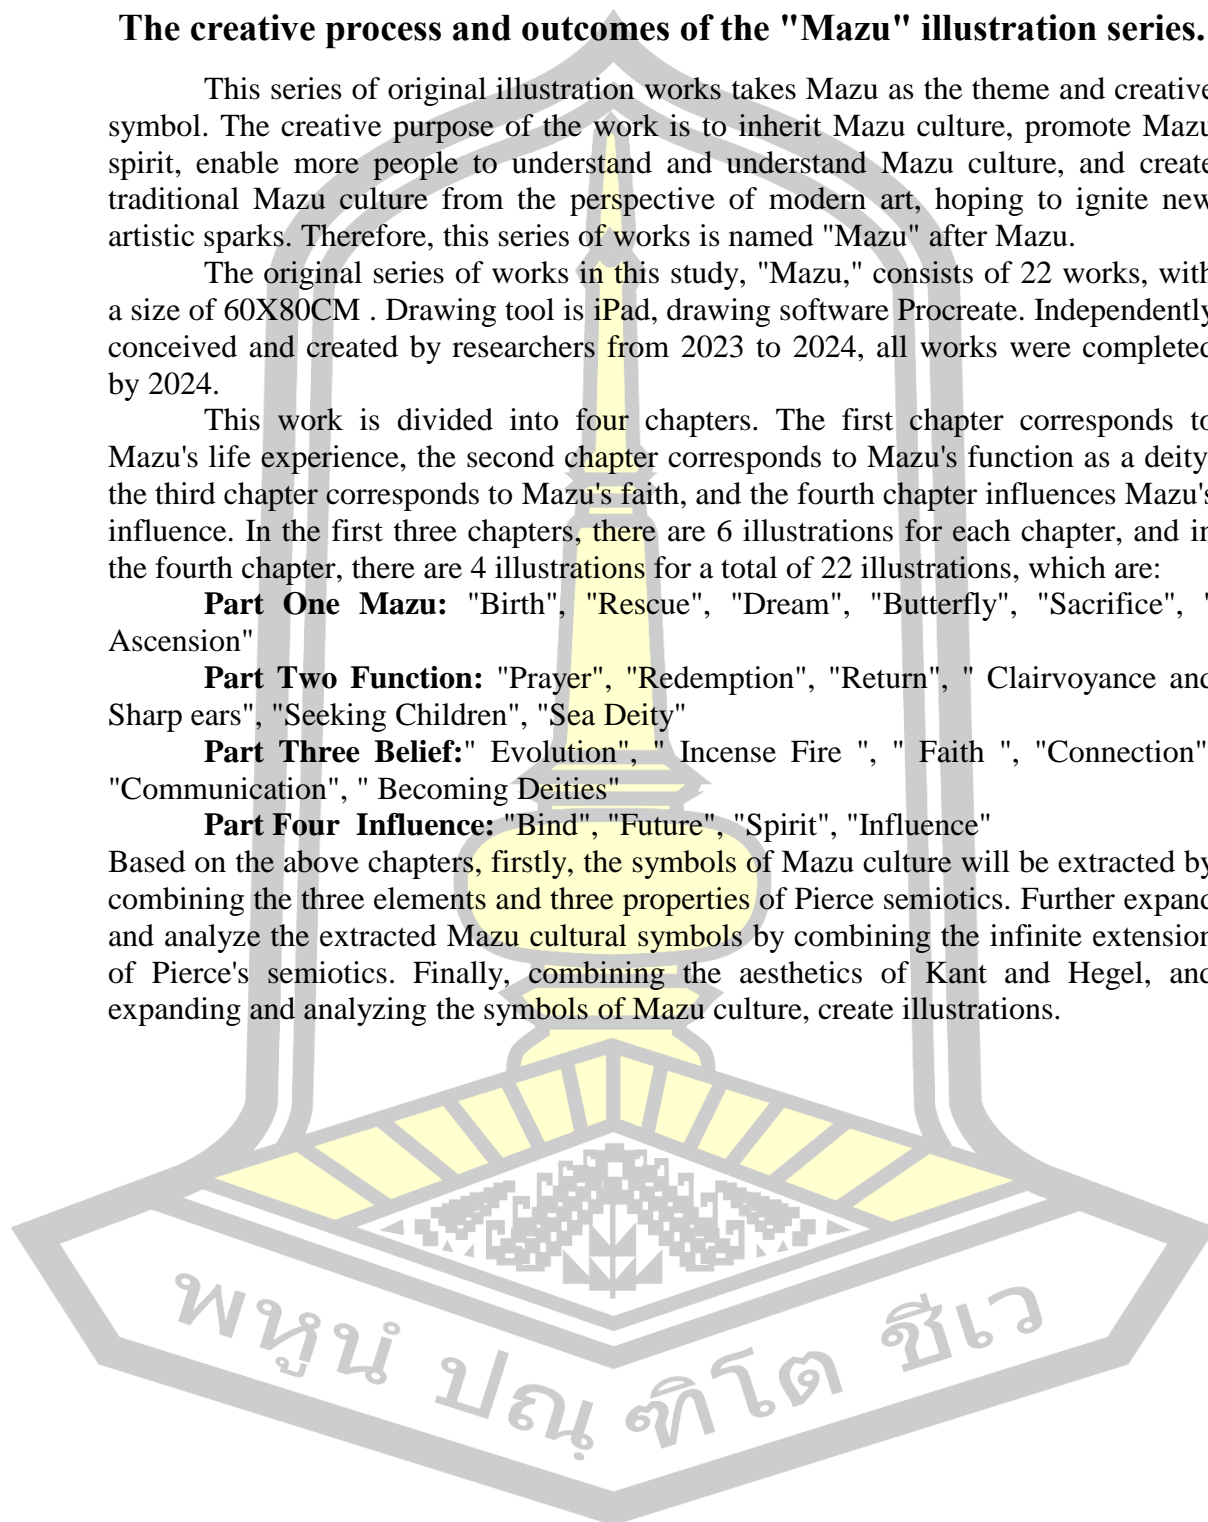 The creative process and outcomes of the "Mazu" illustration series.
This series of original illustration works takes Mazu as the theme and creative
symbol. The creative purpose of the work is to inherit Mazu culture, promote Mazu
spirit, enable more people to understand and understand Mazu culture, and create
traditional Mazu culture from the perspective of modern art, hoping to ignite new
artistic sparks. Therefore, this series of works is named "Mazu" after Mazu.
The original series of works in this study, "Mazu," consists of 22 works, with
a size of 60X80CM . Drawing tool is iPad, drawing software Procreate. Independently
conceived and created by researchers from 2023 to 2024, all works were completed
by 2024.
This work is divided into four chapters. The first chapter corresponds to
Mazu's life experience, the second chapter corresponds to Mazu's function as a deity
the third chapter corresponds to Mazu's faith, and the fourth chapter influences Mazu's
influence. In the first three chapters, there are 6 illustrations for each chapter, and in
the fourth chapter, there are 4 illustrations for a total of 22 illustrations, which are:
Part One Mazu: "Birth", "Rescue", "Dream", "Butterfly", "Sacrifice", "
Ascension"
Part Two Function: "Prayer", "Redemption", "Return", " Clairvoyance and
Sharp ears", "Seeking Children", "Sea Deity"
Part Three Belief:" Evolution", " Incense Fire ", " Faith ", "Connection"
"Communication", " Becoming Deities"
Part Four Influence: "Bind", "Future", "Spirit", "Influence"
Based on the above chapters, firstly, the symbols of Mazu culture will be extracted by
combining the three elements and three properties of Pierce semiotics. Further expand
and analyze the extracted Mazu cultural symbols by combining the infinite extension
of Pierce's semiotics. Finally, combining the aesthetics of Kant and Hegel, and
expanding and analyzing the symbols of Mazu culture, create illustrations.
พหูนํ ปณฺฑิโต ชีเว